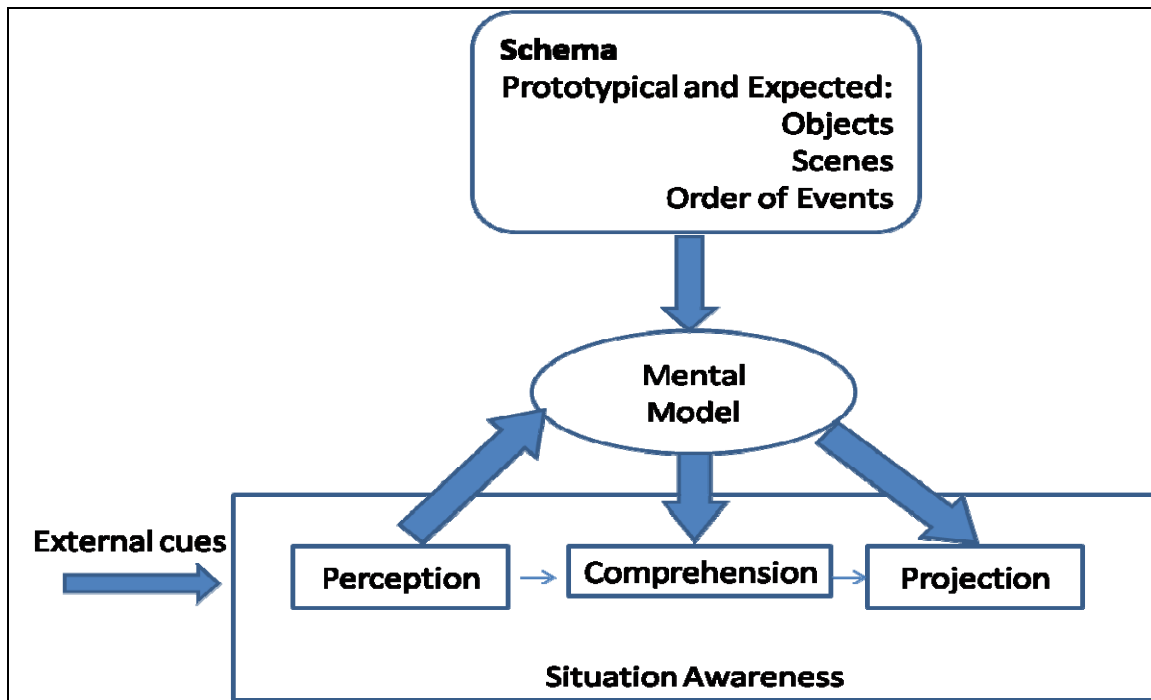 Schema
Prototypical and Expected:
Objects
Scenes
Order of Events
Mental
Model
External cues
Perception
Comprehension
Projection
Situation Awareness